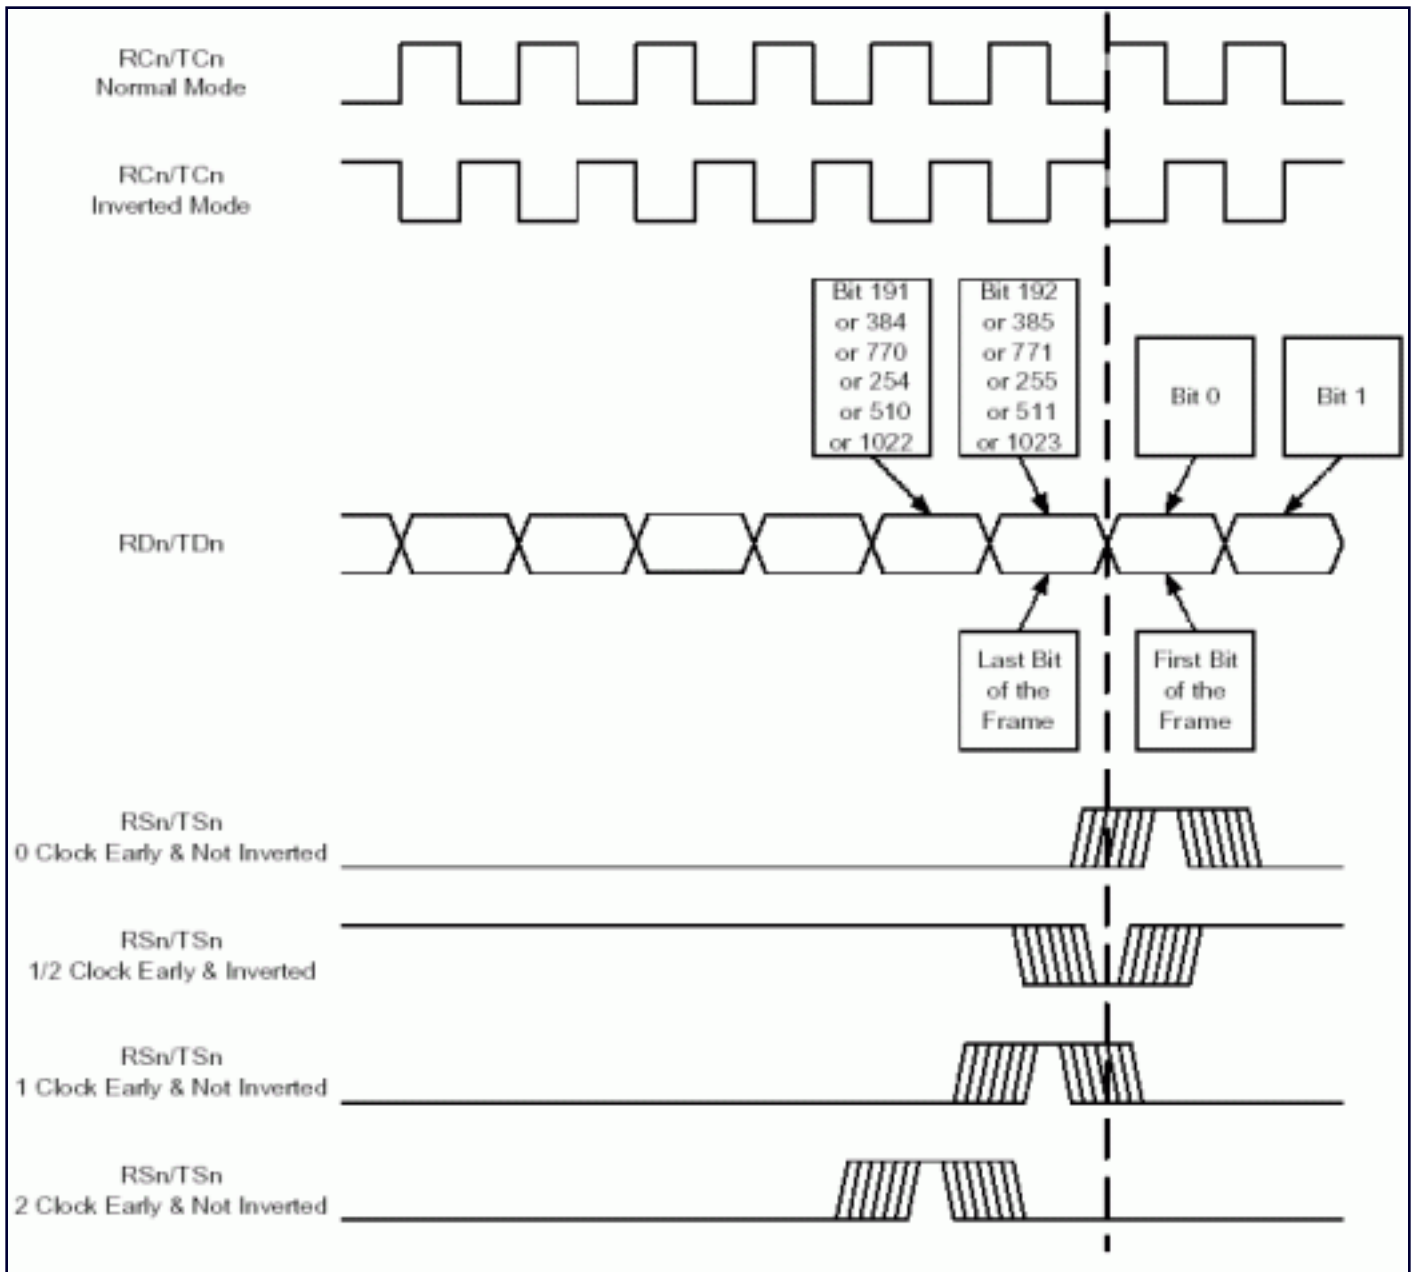 RCn/TCn
Normal Mode
RCn/TCn
Inverted Mode
Bit 191
or 384
or 770
or 254
or 510
or 1022
Bit 192
or 385
or 771
or 255
or 511
or 1023
Bit 0
Bit 1
RDn/TDn
Last Bit
of the
Frame
First Bit
of the
Frame
RSn/TSn
0 Clock Early & Not Inverted
RSn/TSn
1/2 Clock Early & Inverted
RSn/TSn
1 Clock Early & Not Inverted
RSn/TSn
2 Clock Early & Not Inverted